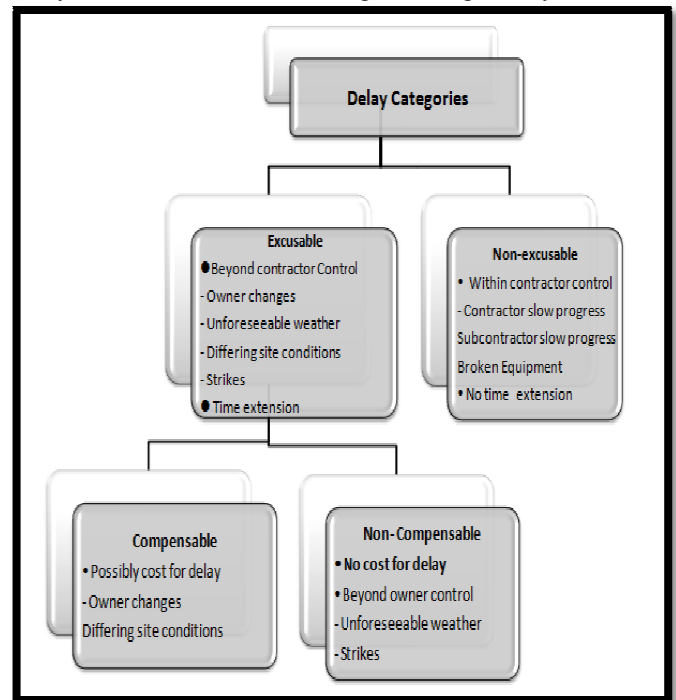 Delay Categories
Excusable
●Beyond contractor Control
- Owner changes
- Unforeseeable weather
- Differing site conditions
- Strikes
● Time extension
Non-excusable
• Within contractor control
- Contractor slow progress
Subcontractor slow progress
Broken Equipment
• No time extension
Compensable
• Possibly cost for delay
- Owner changes
Differing site conditions
Non-Compensable
• No cost for delay
• Beyond owner control
- Unforeseeable weather
- Strikes